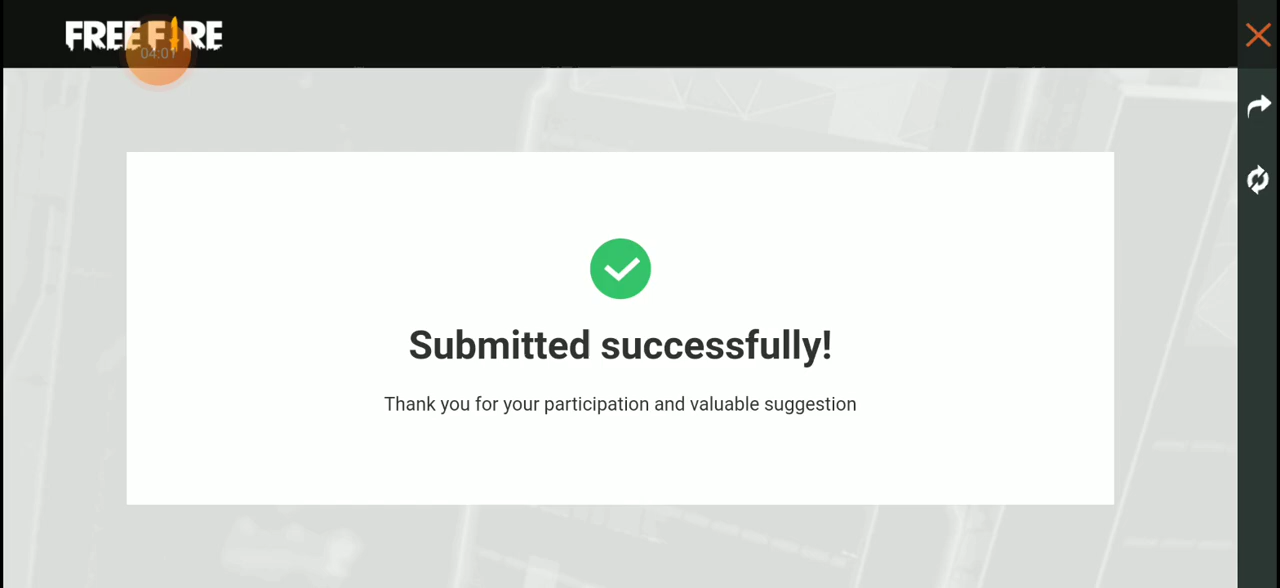 FREE FIRE
04:01
Submitted successfully!
Thank you for your participation and valuable suggestion